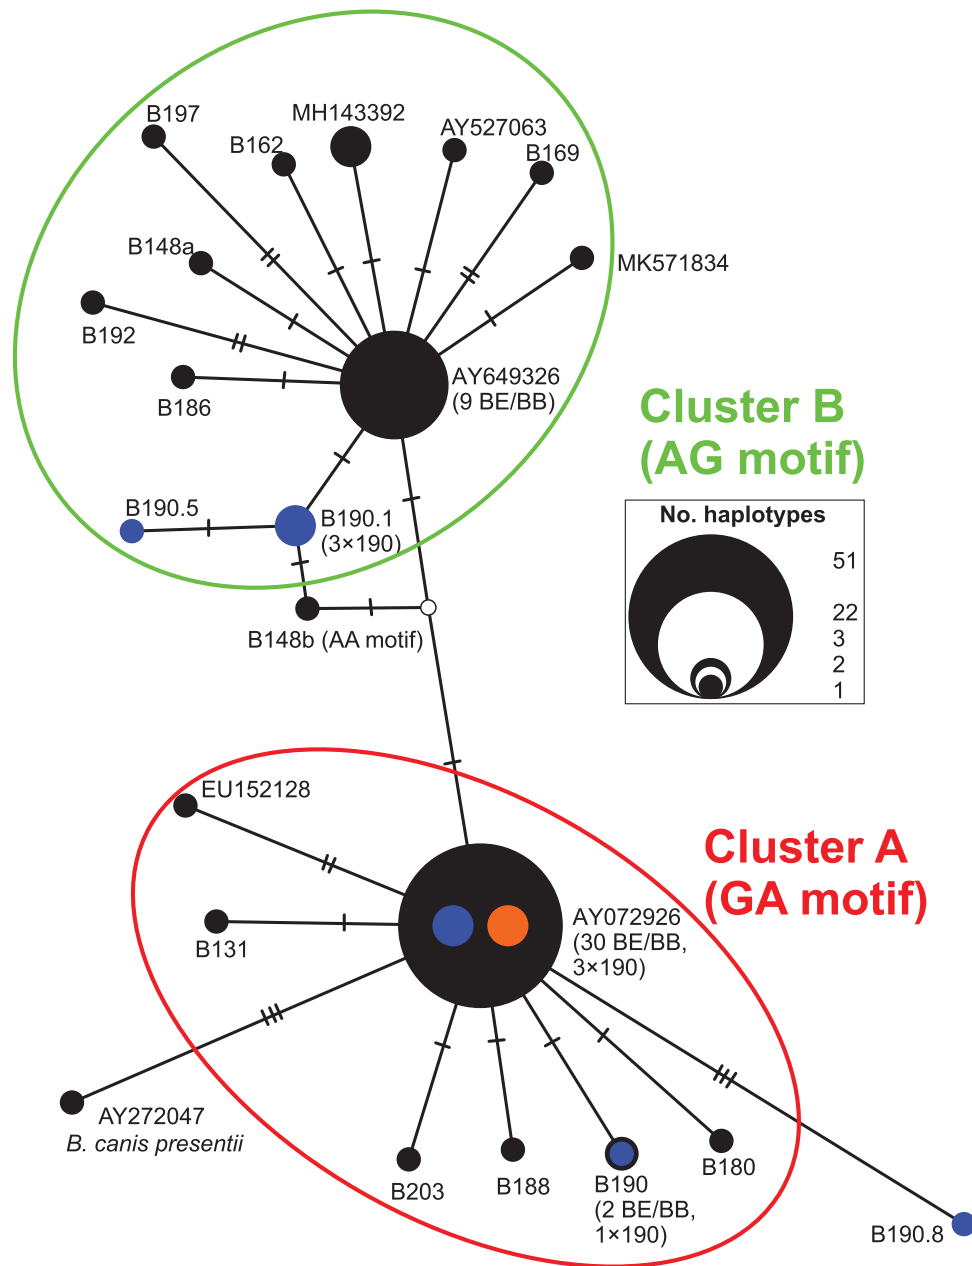 B197
MH143392
AY527063
B162
B169
B148a
MK571834
B192
B186
AY649326
(9 BE/BB)
Cluster B
(AG motif)
B190.5
B190.1
(3×190)
No. haplotypes
51
22
3
2
1
B148b (AA motif)
EU152128
Cluster A
(GA motif)
AY072926
(30 BE/BB,
3×190)
B131
AY272047
B. canis presentii
B203
B188
B190
(2 BE/BB,
1×190)
B180
B190.8